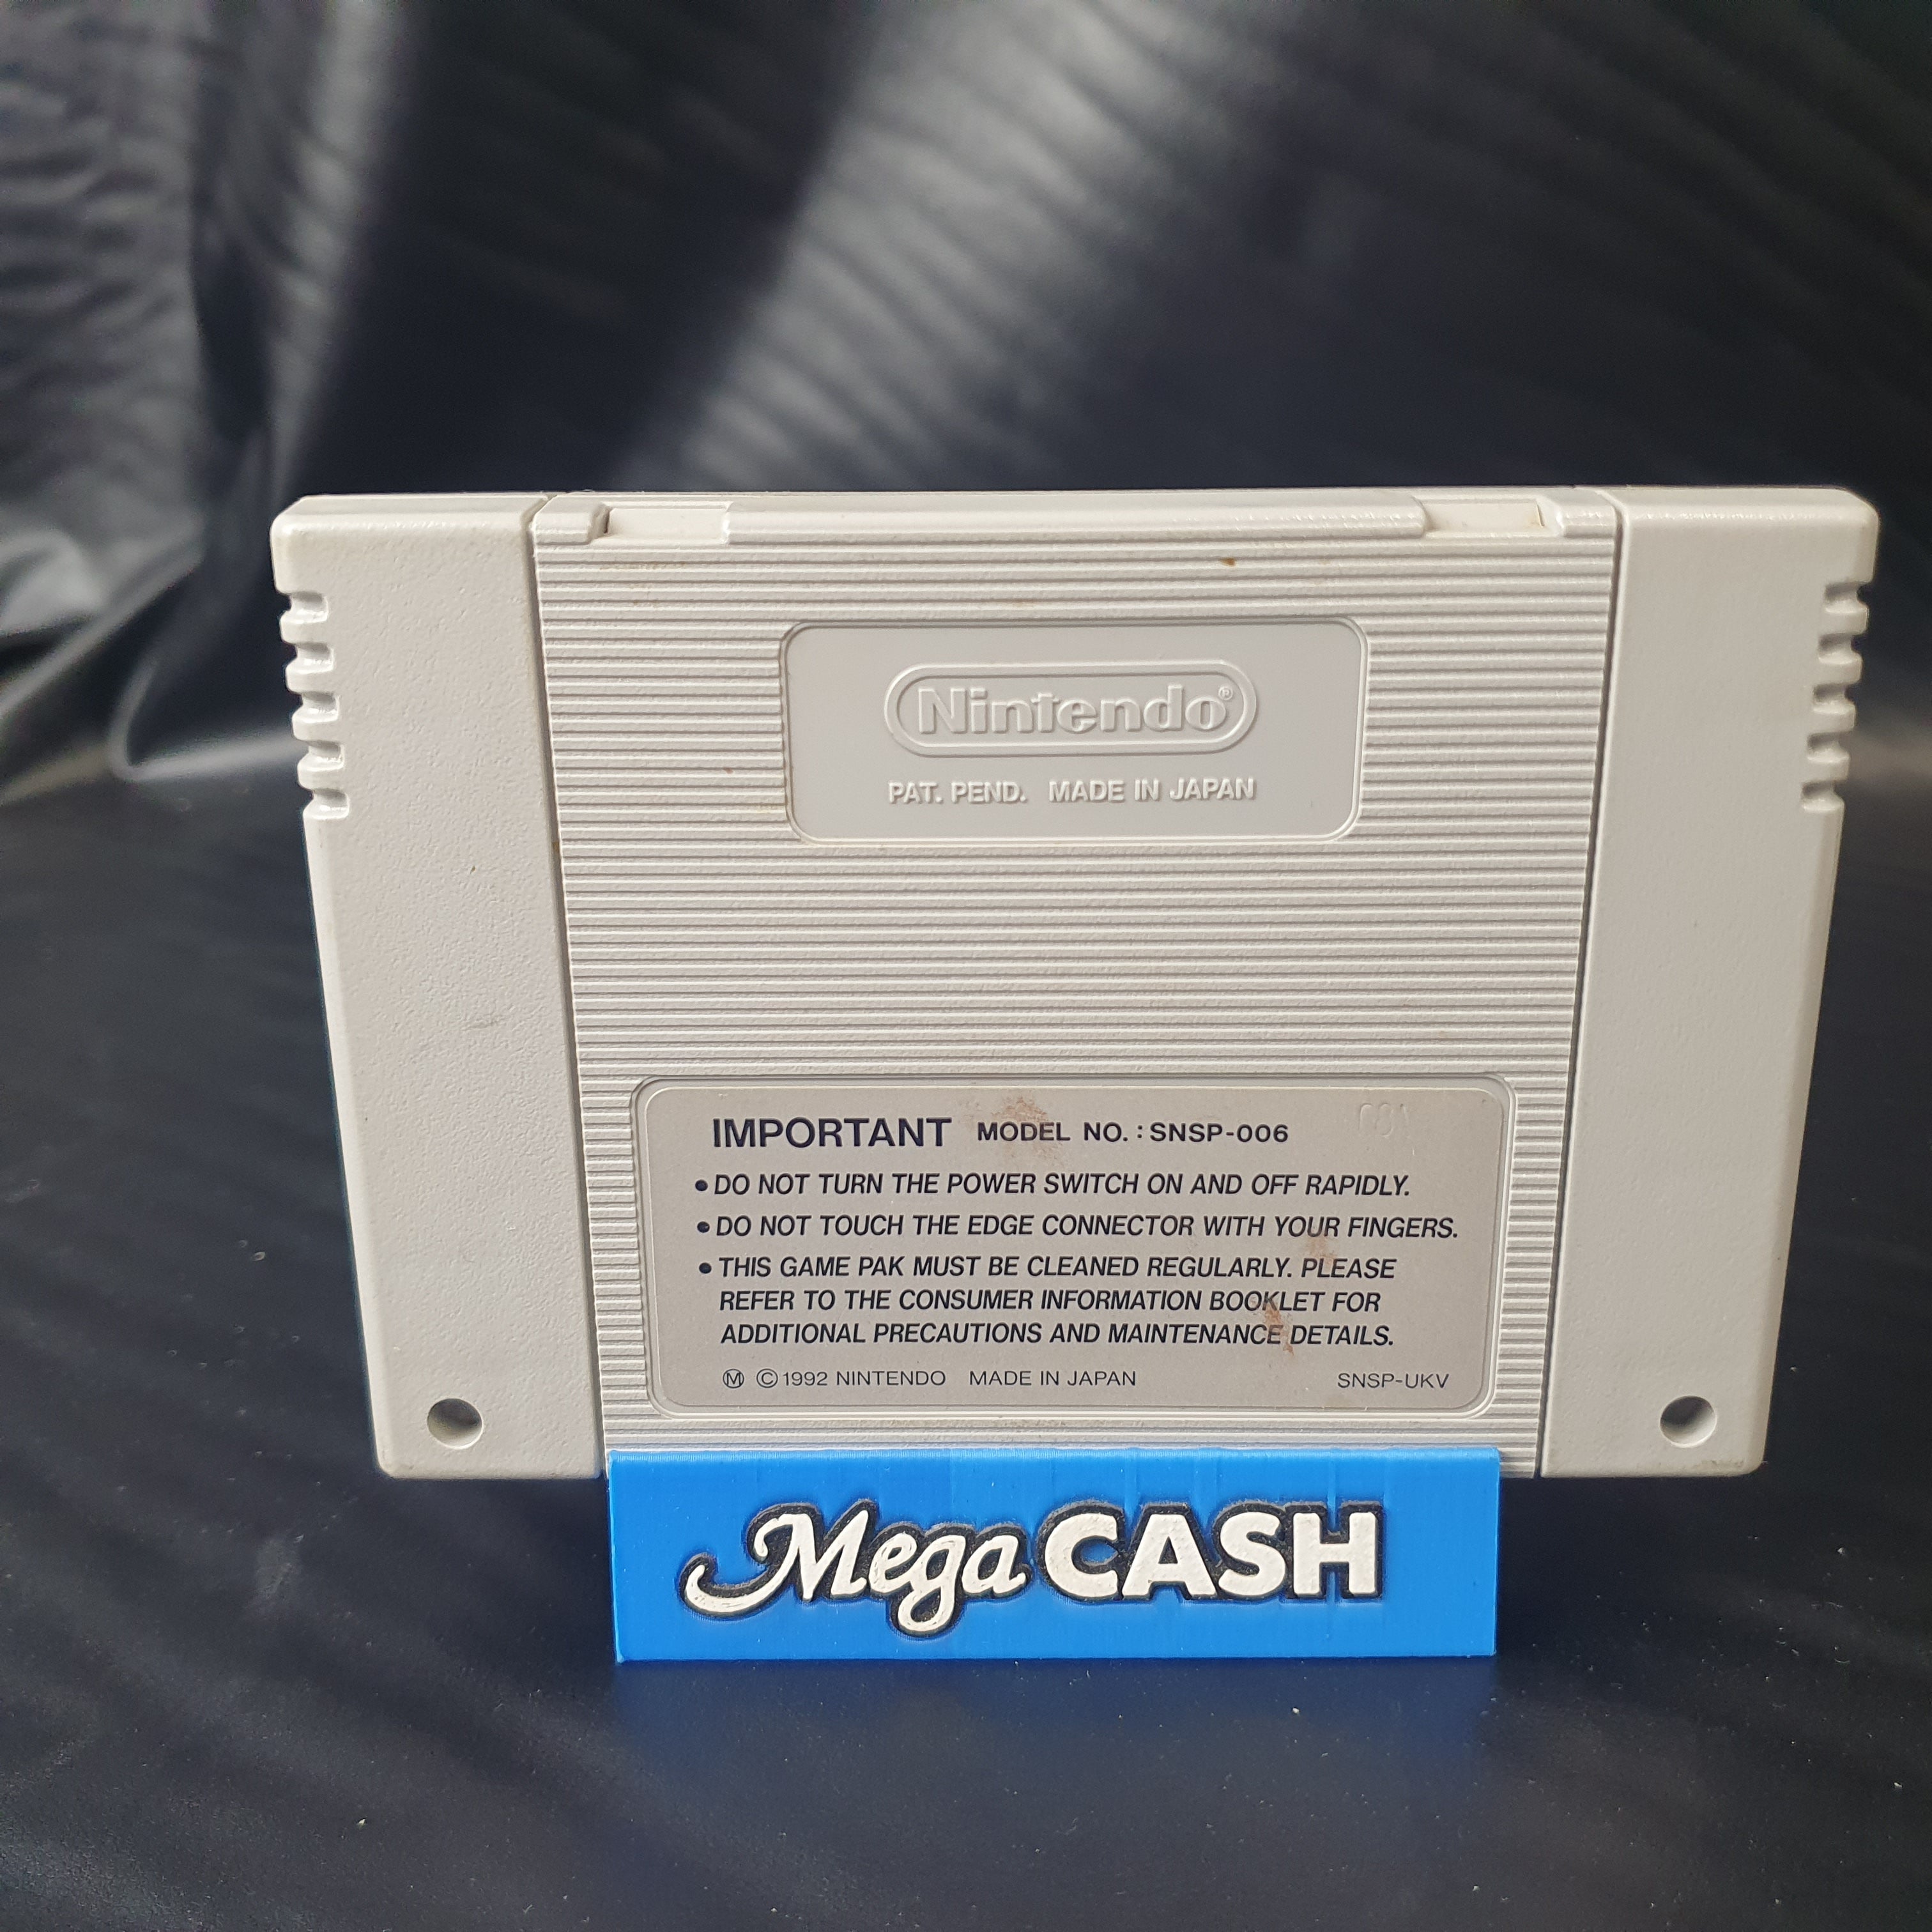 Nintendo®
PAT. PEND. MADE IN JAPAN
IMPORTANT MODEL NO.: SNSP-006
• DO NOT TURN THE POWER SWITCH ON AND OFF RAPIDLY.
• DO NOT TOUCH THE EDGE CONNECTOR WITH YOUR FINGERS.
• THIS GAME PAK MUST BE CLEANED REGULARLY. PLEASE
REFER TO THE CONSUMER INFORMATION BOOKLET FOR
ADDITIONAL PRECAUTIONS AND MAINTENANCE DETAILS.
Ⓜ © 1992 NINTENDO MADE IN JAPAN SNSP-UKV
Mega CASH